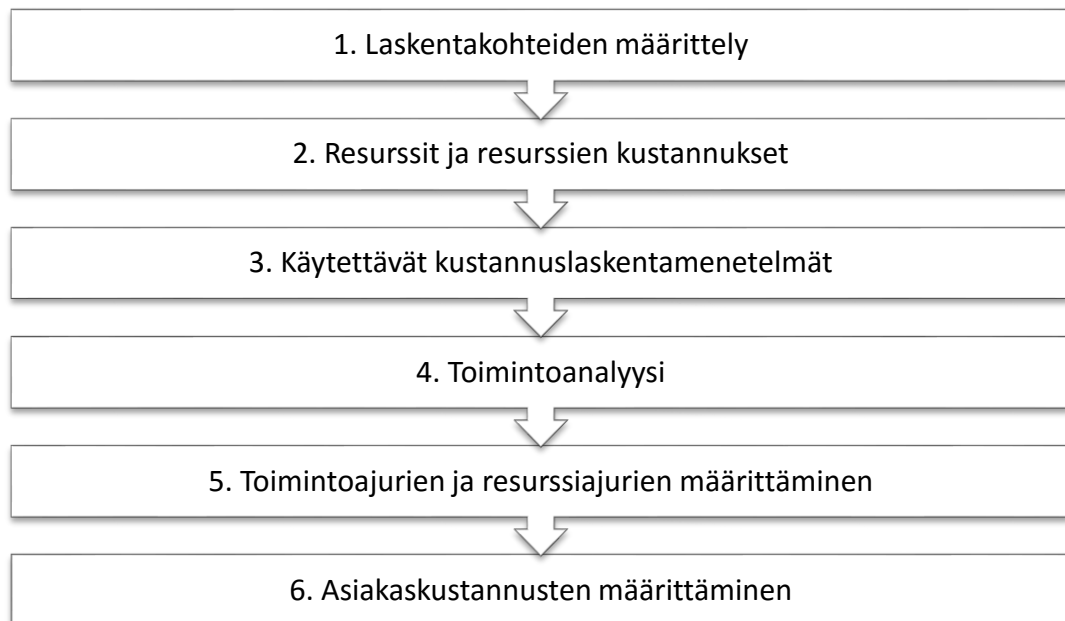 1. Laskentakohteiden määrittely
2. Resurssit ja resurssien kustannukset
3. Käytettävät kustannuslaskentamenetelmät
4. Toimintoanalyysi
5. Toimintoajurien ja resurssiajurien määrittäminen
6. Asiakaskustannusten määrittäminen